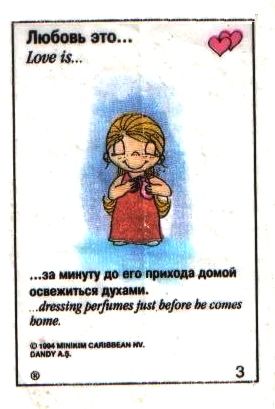 Любовь это...
Love is...
...за минуту до его прихода домой
освежиться духами.
...dressing perfumes just before he comes
home.
© 1994 MINIKIM CARIBBEAN NV.
DANDY A.Ş.
® 3